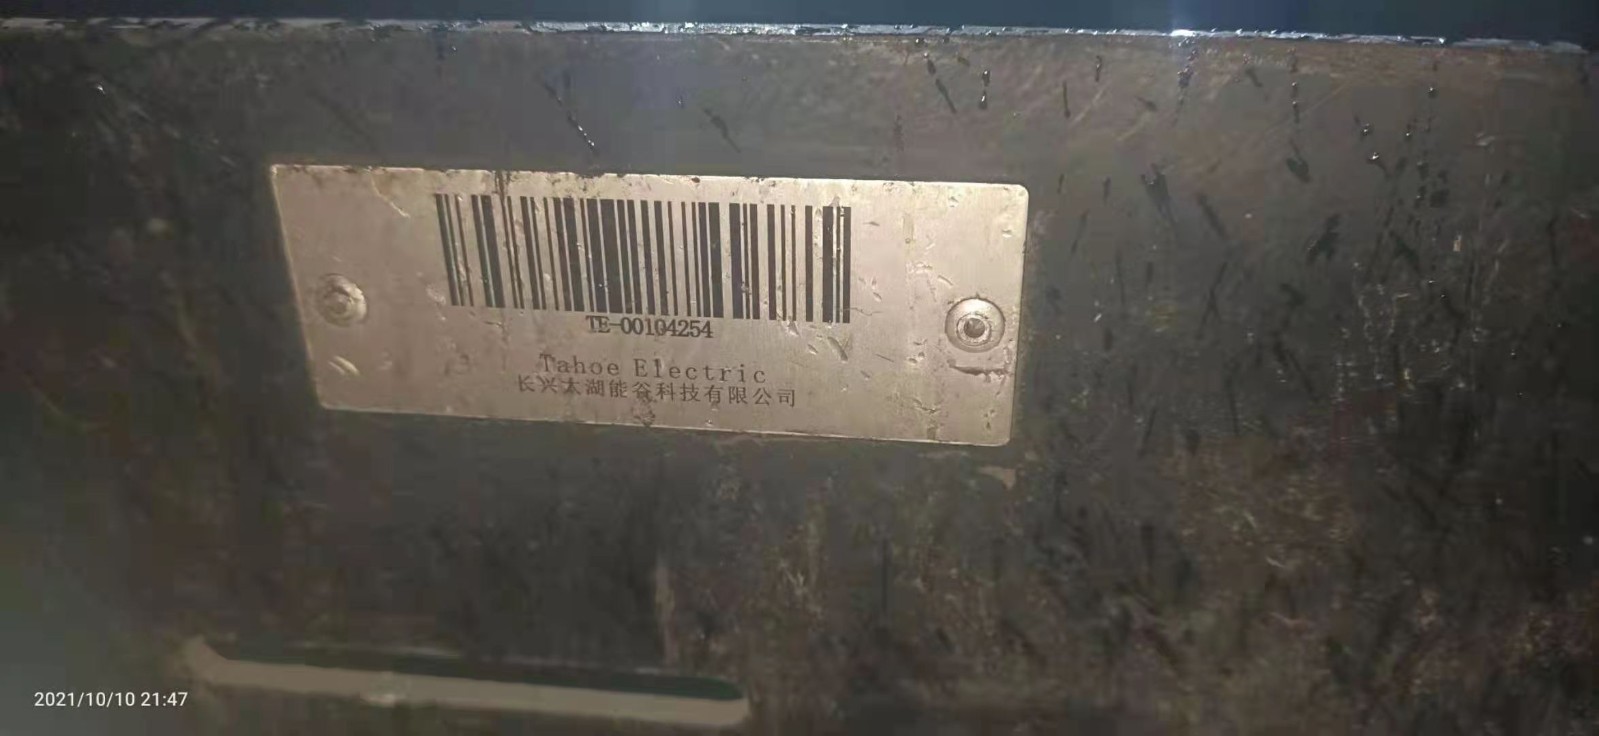 TE-00104254
Tahoe Electric
长兴太湖能谷科技有限公司
2021/10/10 21:47